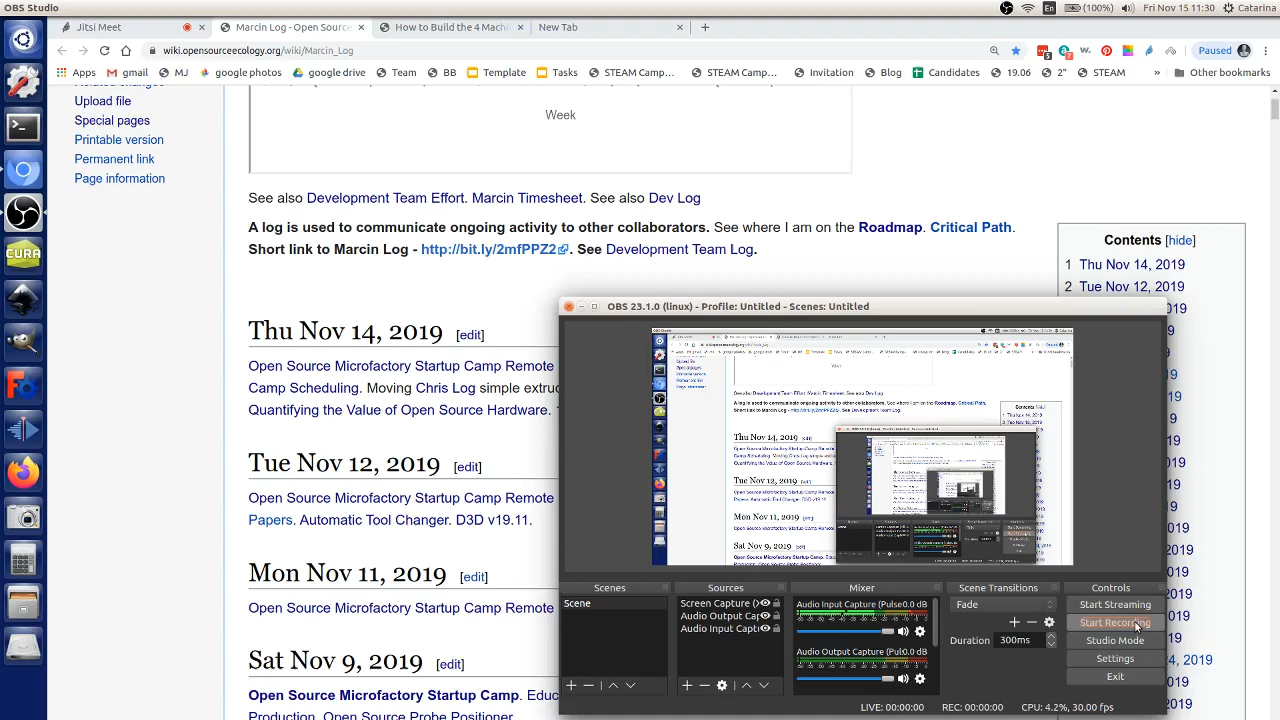 OBS Studio
En
(100%)
Fri Nov 15 11:30
Catarina
Jitsi Meet
Marcin Log - Open Source
How to Build the 4 Machi
New Tab
wiki.opensourceecology.org/wiki/Marcin_Log
Paused
Apps
gmail
MJ
google photos
google drive
Team
BB
Template
Tasks
STEAM Camp...
STEAM Camp...
Invitation
Blog
Candidates
19.06
2"
STEAM
Other bookmarks
Upload file
Special pages
Printable version
Permanent link
Page information
Week
See also Development Team Effort. Marcin Timesheet. See also Dev Log
A log is used to communicate ongoing activity to other collaborators. See where I am on the Roadmap. Critical Path.
Short link to Marcin Log - http://bit.ly/2mfPPZ2. See Development Team Log.
Contents [hide]
1 Thu Nov 14, 2019
2 Tue Nov 12, 2019
Thu Nov 14, 2019 [edit]
Open Source Microfactory Startup Camp Remote
Camp Scheduling. Moving Chris Log simple extruc
Quantifying the Value of Open Source Hardware.
Tue Nov 12, 2019 [edit]
Open Source Microfactory Startup Camp Remote
Papers. Automatic Tool Changer. D3D v19.11.
Mon Nov 11, 2019 [edit]
Open Source Microfactory Startup Camp Remote
Sat Nov 9, 2019 [edit]
Open Source Microfactory Startup Camp. Educ
Production. Open Source Probe Positioner.
CURA
OBS 23.1.0 (linux) - Profile: Untitled - Scenes: Untitled
Scenes
Scene
Sources
Screen Capture (X
Audio Output Cap
Audio Input Capt
Mixer
Audio Input Capture (Pulse 0.0 dB
Audio Output Capture (Pul 0.0 dB
Scene Transitions
Fade
Duration 300ms
Controls
Start Streaming
Start Recording
Studio Mode
Settings
Exit
LIVE: 00:00:00
REC: 00:00:00
CPU: 4.2%, 30.00 fps